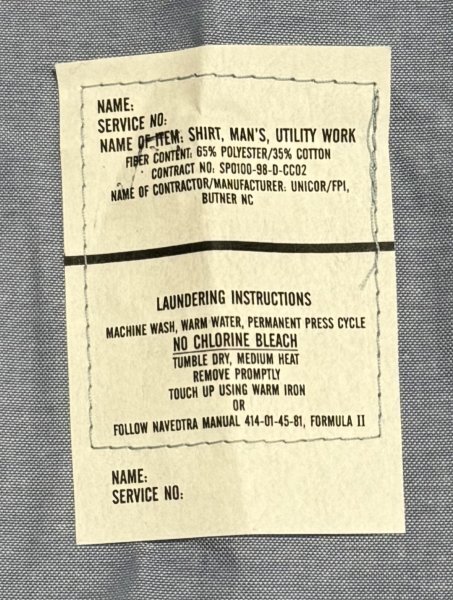 NAME:
SERVICE NO:
NAME OF ITEM: SHIRT, MAN'S, UTILITY WORK
FIBER CONTENT: 65% POLYESTER/35% COTTON
CONTRACT NO: SPO100-98-D-CC02
NAME OF CONTRACTOR/MANUFACTURER: UNICOR/FPI,
BUTNER NC
LAUNDERING INSTRUCTIONS
MACHINE WASH, WARM WATER, PERMANENT PRESS CYCLE
NO CHLORINE BLEACH
TUMBLE DRY, MEDIUM HEAT
REMOVE PROMPTLY
TOUCH UP USING WARM IRON
OR
FOLLOW NAVEDTRA MANUAL 414-01-45-81, FORMULA II
NAME:
SERVICE NO: